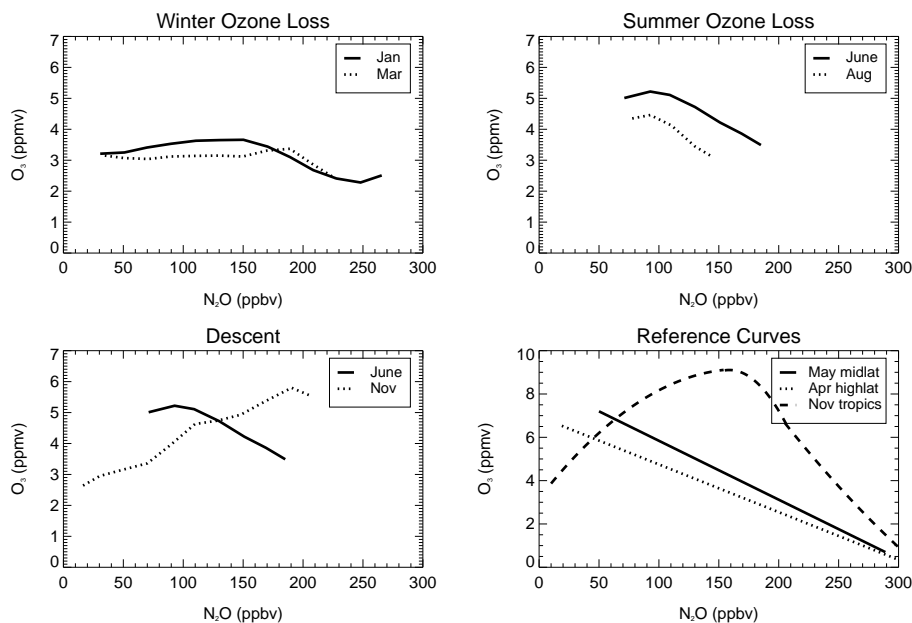 Winter Ozone Loss
7
6
5
4
3
2
1
0
O₃ (ppmv)
Jan
Mar
0 50 100 150 200 250 300
N₂O (ppbv)
Summer Ozone Loss
7
6
5
4
3
2
1
0
O₃ (ppmv)
June
Aug
0 50 100 150 200 250 300
N₂O (ppbv)
Descent
7
6
5
4
3
2
1
0
O₃ (ppmv)
June
Nov
0 50 100 150 200 250 300
N₂O (ppbv)
Reference Curves
10
8
6
4
2
0
O₃ (ppmv)
May midlat
Apr highlat
Nov tropics
0 50 100 150 200 250 300
N₂O (ppbv)